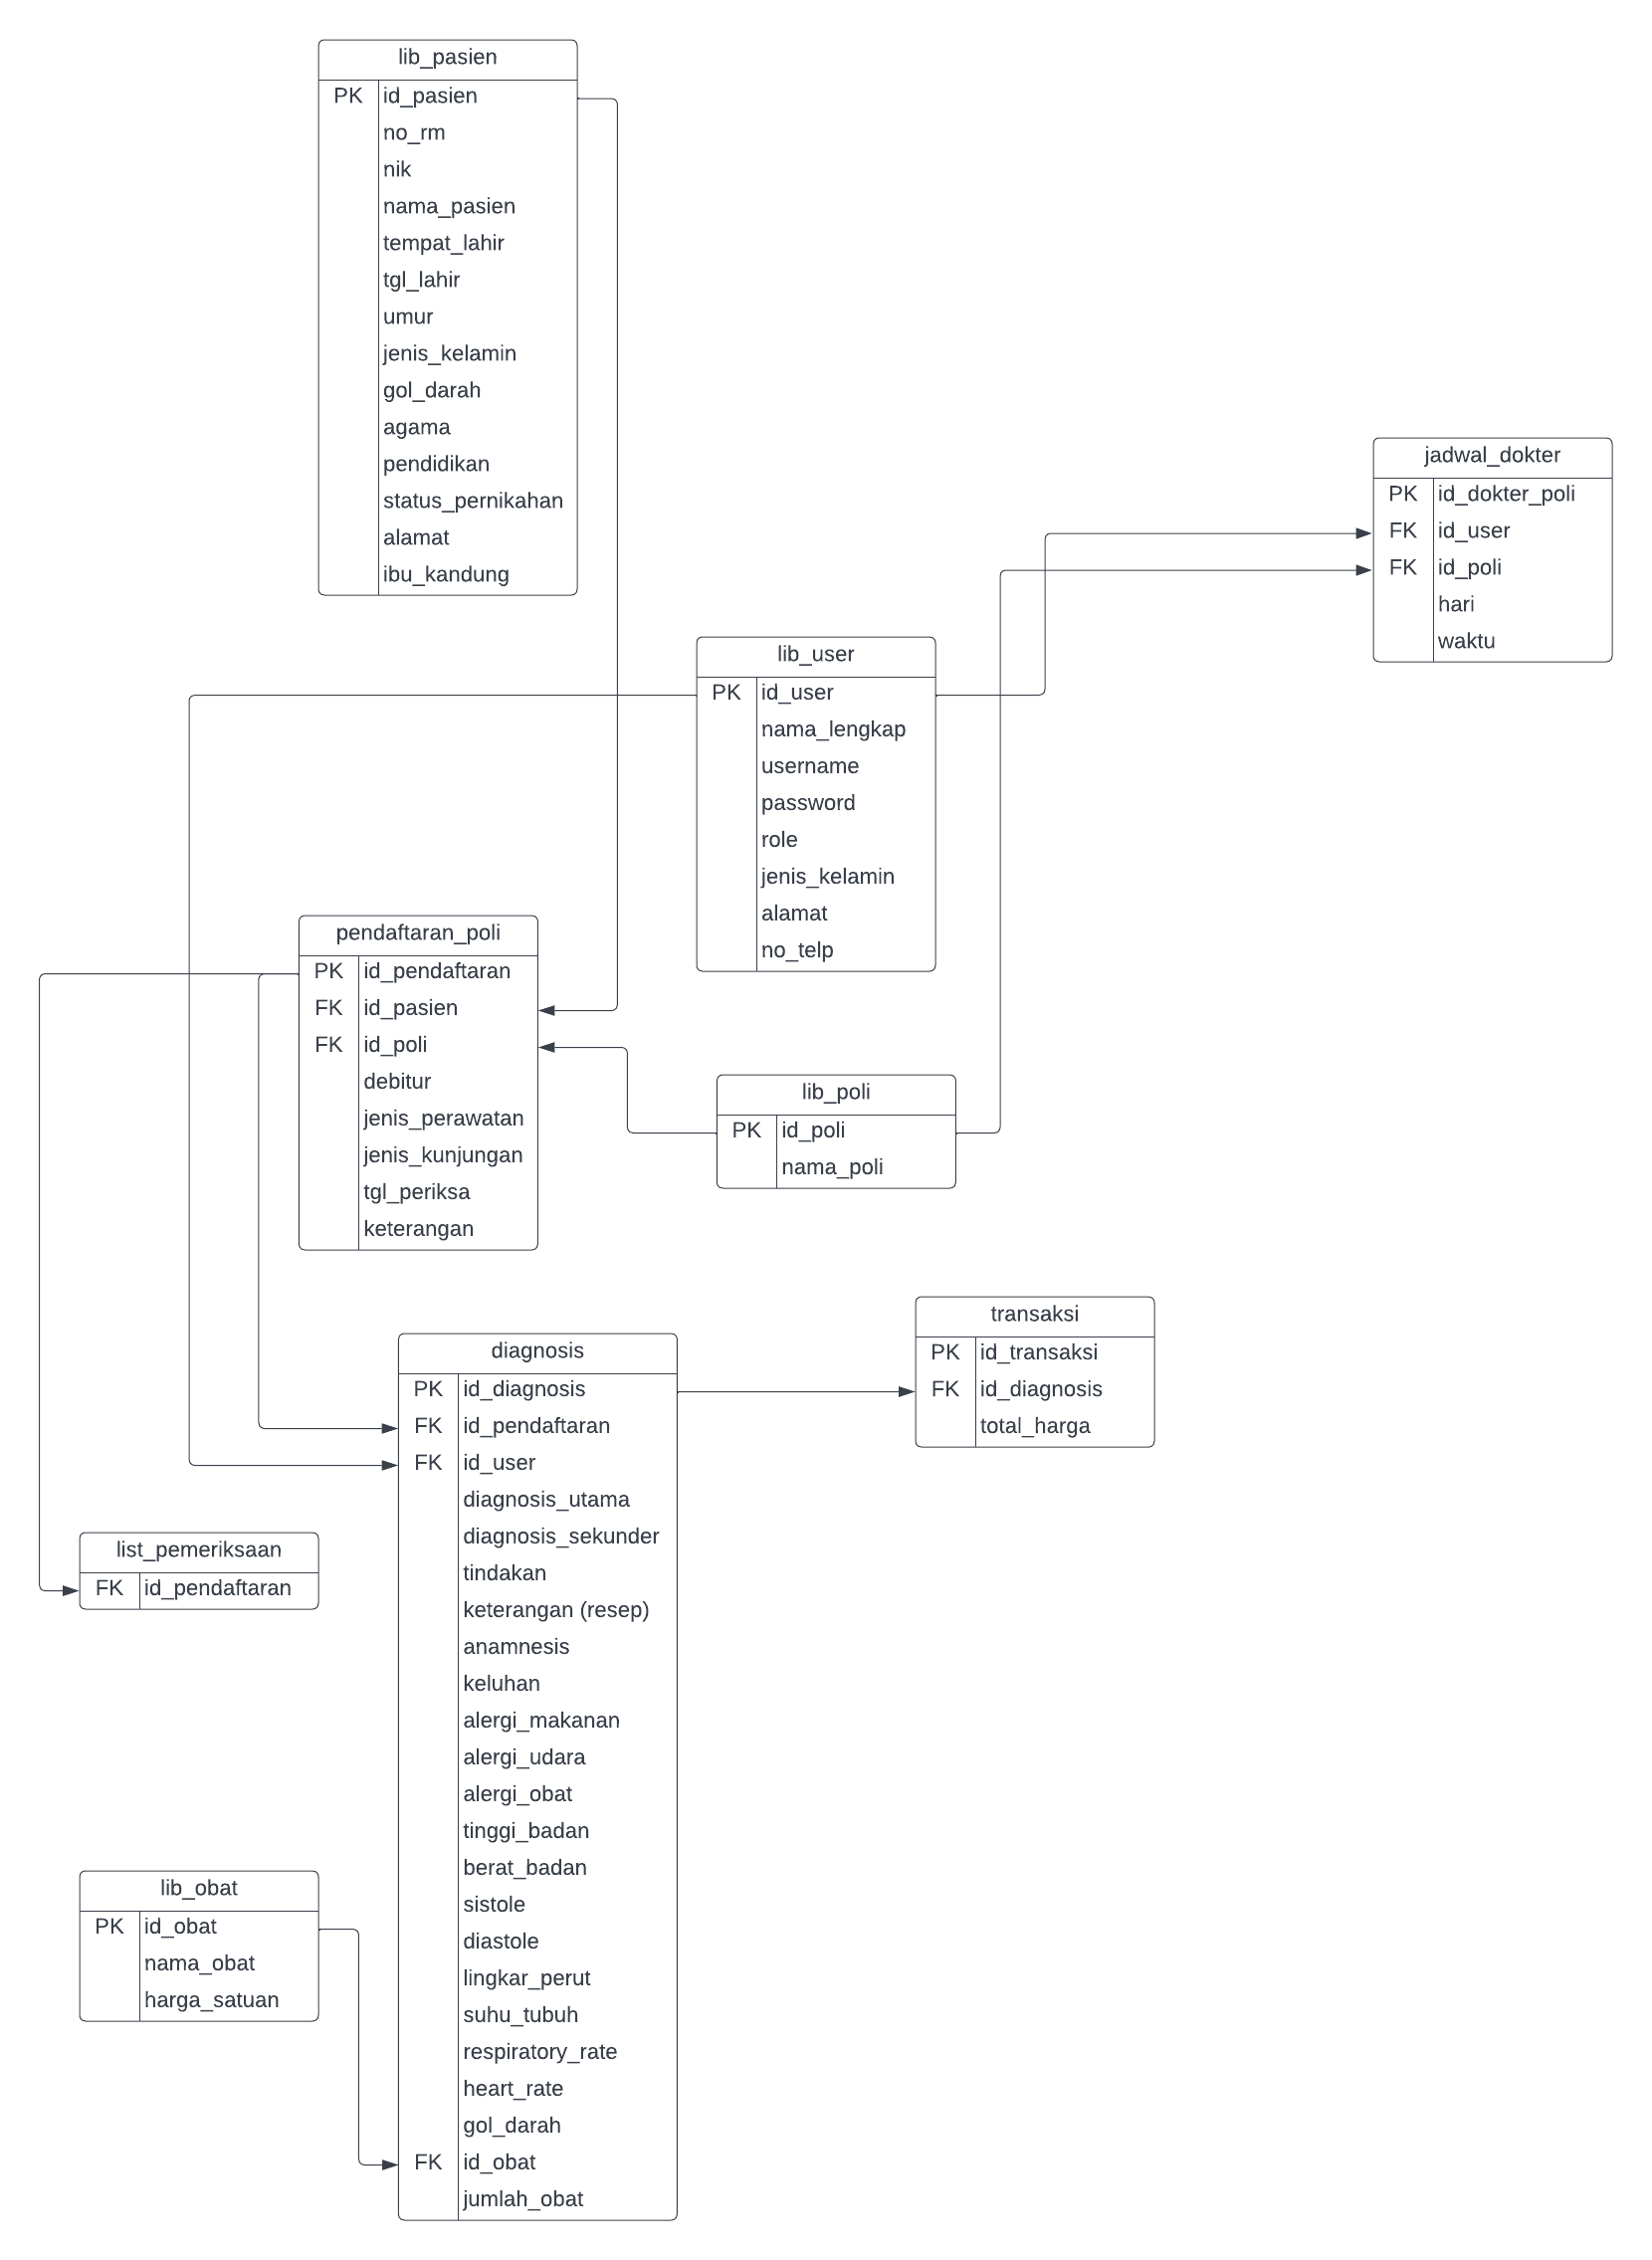 lib_pasien
PK id_pasien
no_rm
nik
nama_pasien
tempat_lahir
tgl_lahir
umur
jenis_kelamin
gol_darah
agama
pendidikan
status_pernikahan
alamat
ibu_kandung
jadwal_dokter
PK id_dokter_poli
FK id_user
FK id_poli
hari
waktu
lib_user
PK id_user
nama_lengkap
username
password
role
jenis_kelamin
alamat
no_telp
pendaftaran_poli
PK id_pendaftaran
FK id_pasien
FK id_poli
debitur
jenis_perawatan
jenis_kunjungan
tgl_periksa
keterangan
lib_poli
PK id_poli
nama_poli
transaksi
PK id_transaksi
FK id_diagnosis
total_harga
diagnosis
PK id_diagnosis
FK id_pendaftaran
FK id_user
diagnosis_utama
diagnosis_sekunder
tindakan
keterangan (resep)
anamnesis
keluhan
alergi_makanan
alergi_udara
alergi_obat
tinggi_badan
berat_badan
sistole
diastole
lingkar_perut
suhu_tubuh
respiratory_rate
heart_rate
gol_darah
FK id_obat
jumlah_obat
list_pemeriksaan
FK id_pendaftaran
lib_obat
PK id_obat
nama_obat
harga_satuan